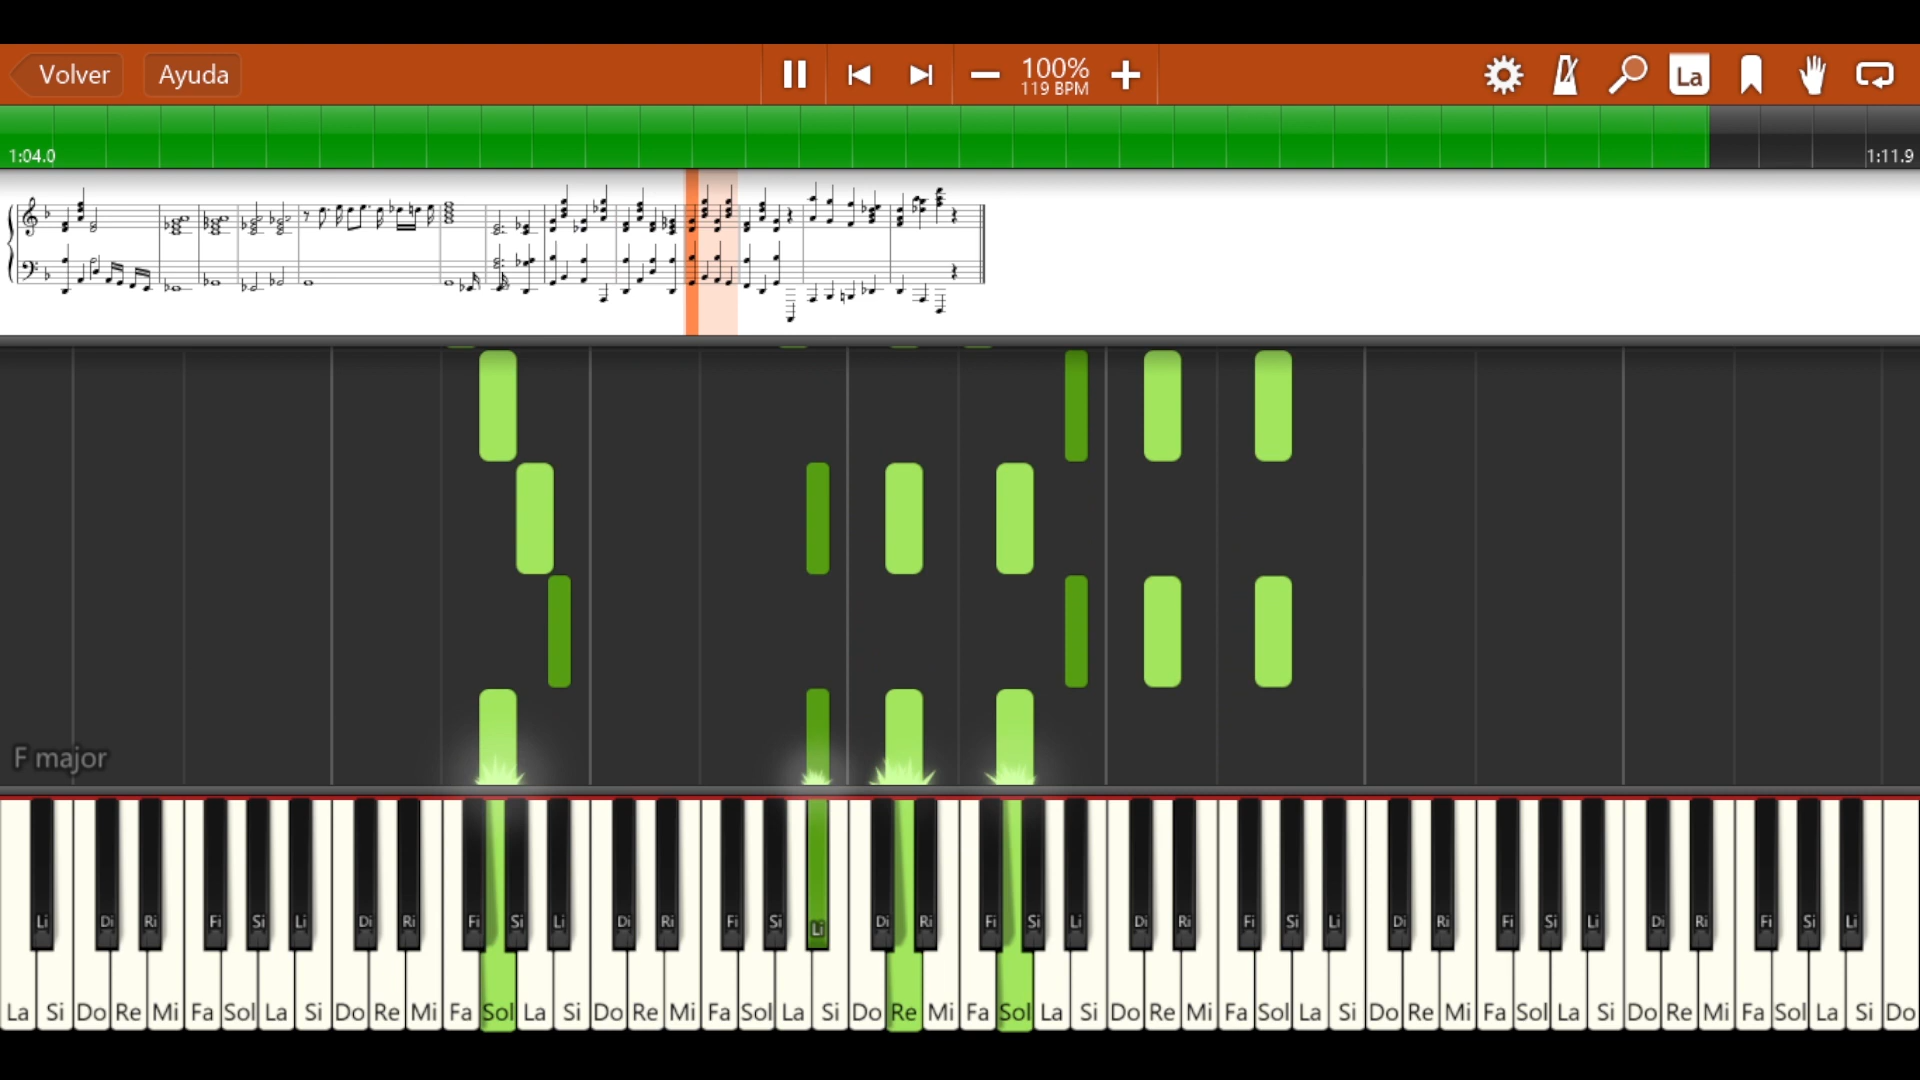 Volver Ayuda 100% La
119 BPM
1:04.0 1:11.9
F major
Li Di Ri Fi Si Li Di Ri Fi Si Li Di Ri Fi Si Li Di Ri Fi Si Li Di Ri Fi Si Li Di Ri Fi Si Li Di Ri Fi Si Li
La Si Do Re Mi Fa Sol La Si Do Re Mi Fa Sol La Si Do Re Mi Fa Sol La Si Do Re Mi Fa Sol La Si Do Re Mi Fa Sol La Si Do Re Mi Fa Sol La Si Do Re Mi Fa Sol La Si Do